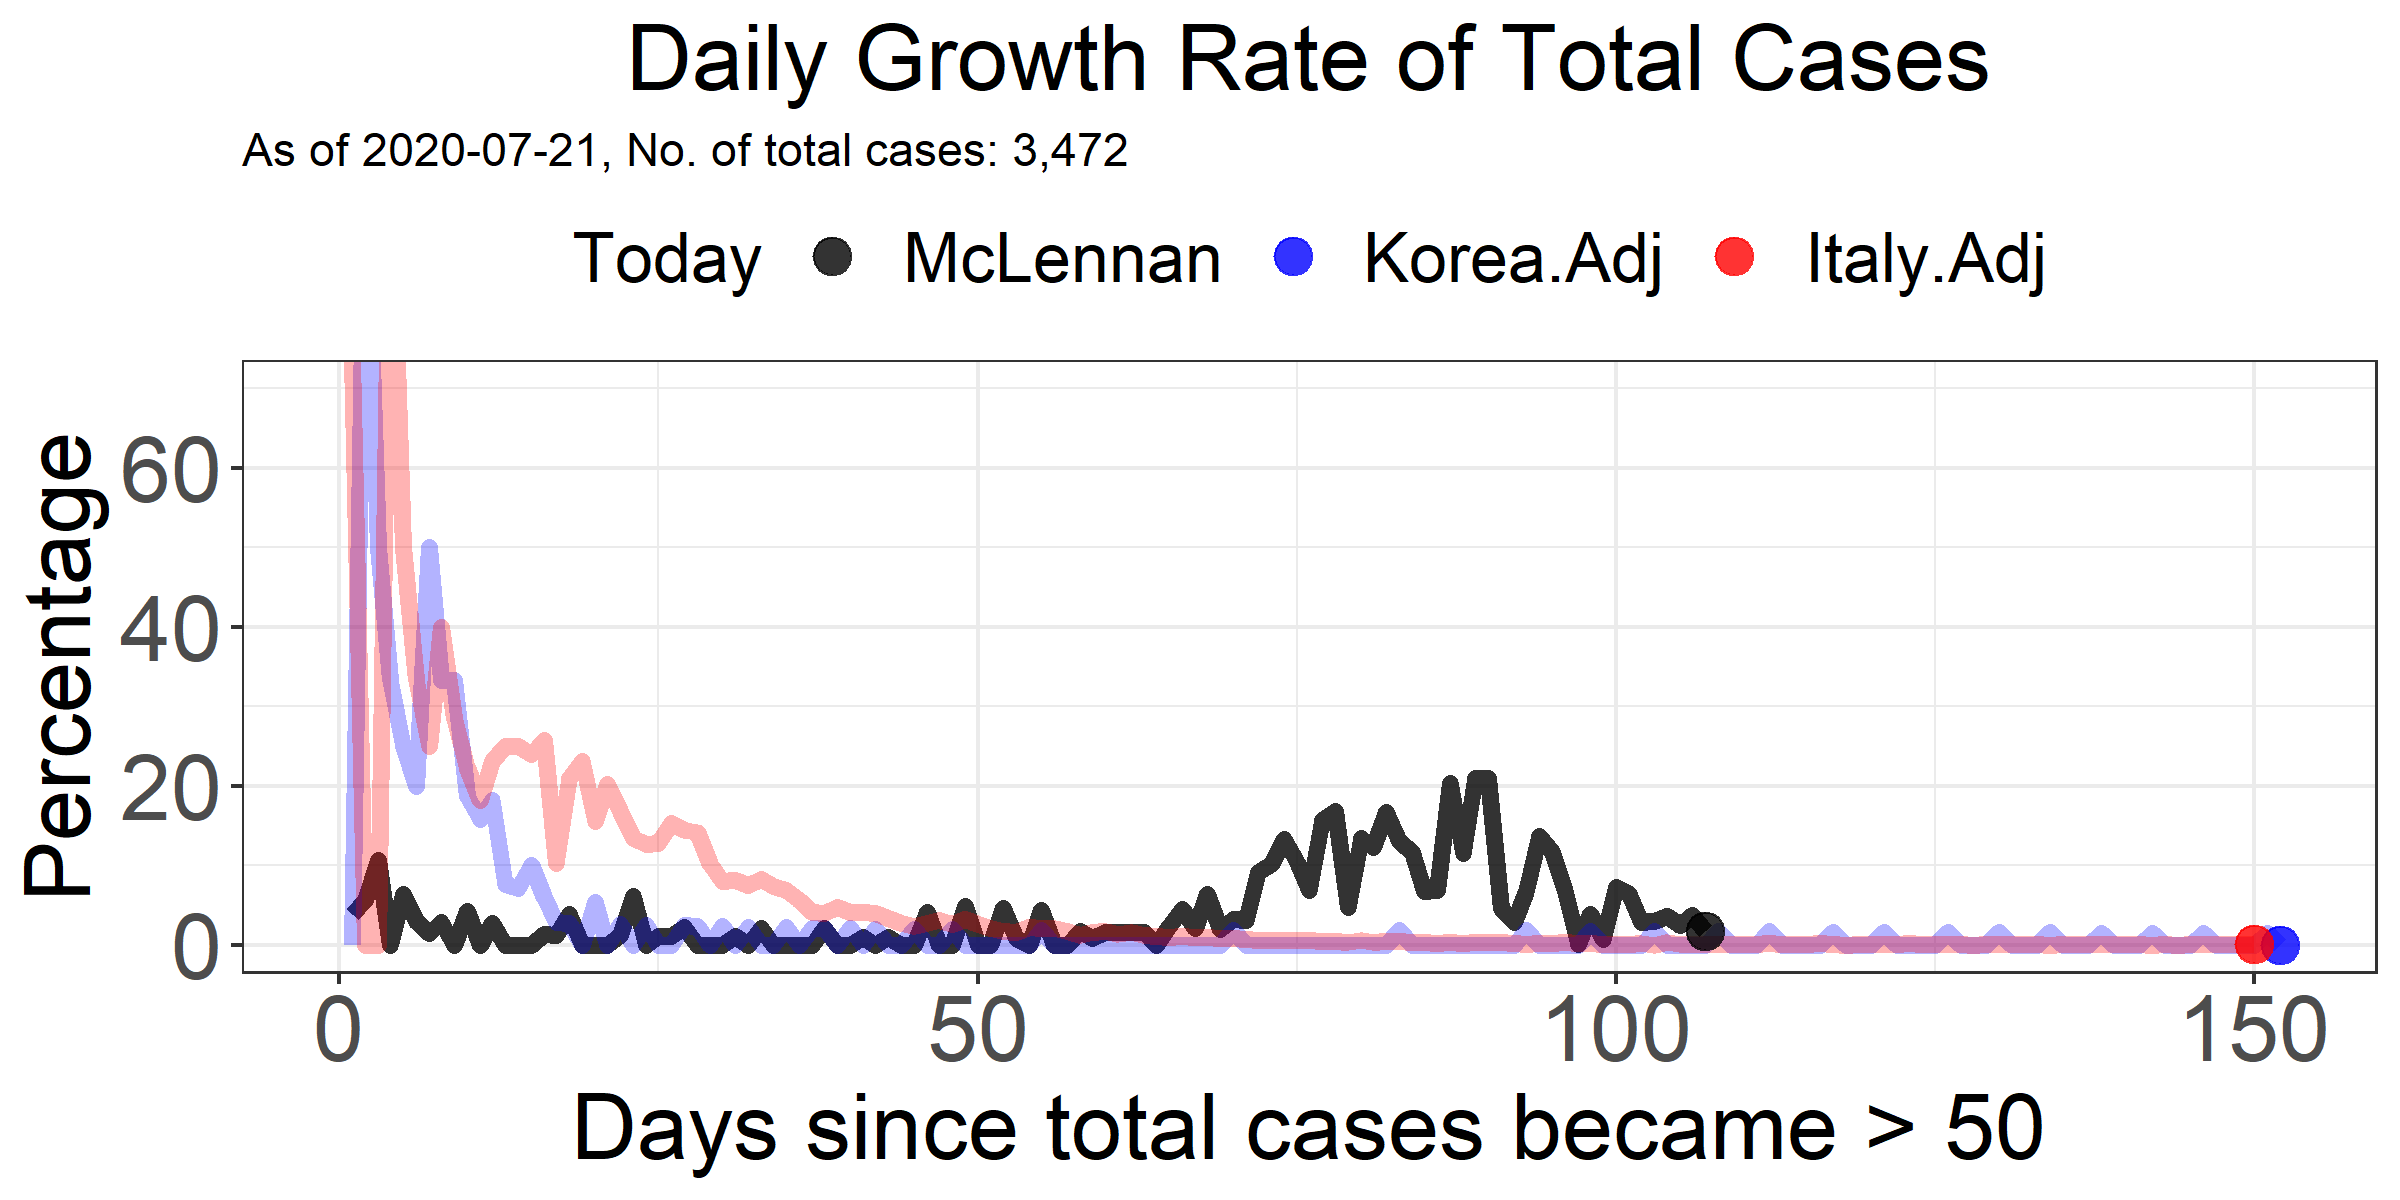 Daily Growth Rate of Total Cases
As of 2020-07-21, No. of total cases: 3,472
Today McLennan Korea.Adj Italy.Adj
Percentage
60
40
20
0
0 50 100 150
Days since total cases became > 50